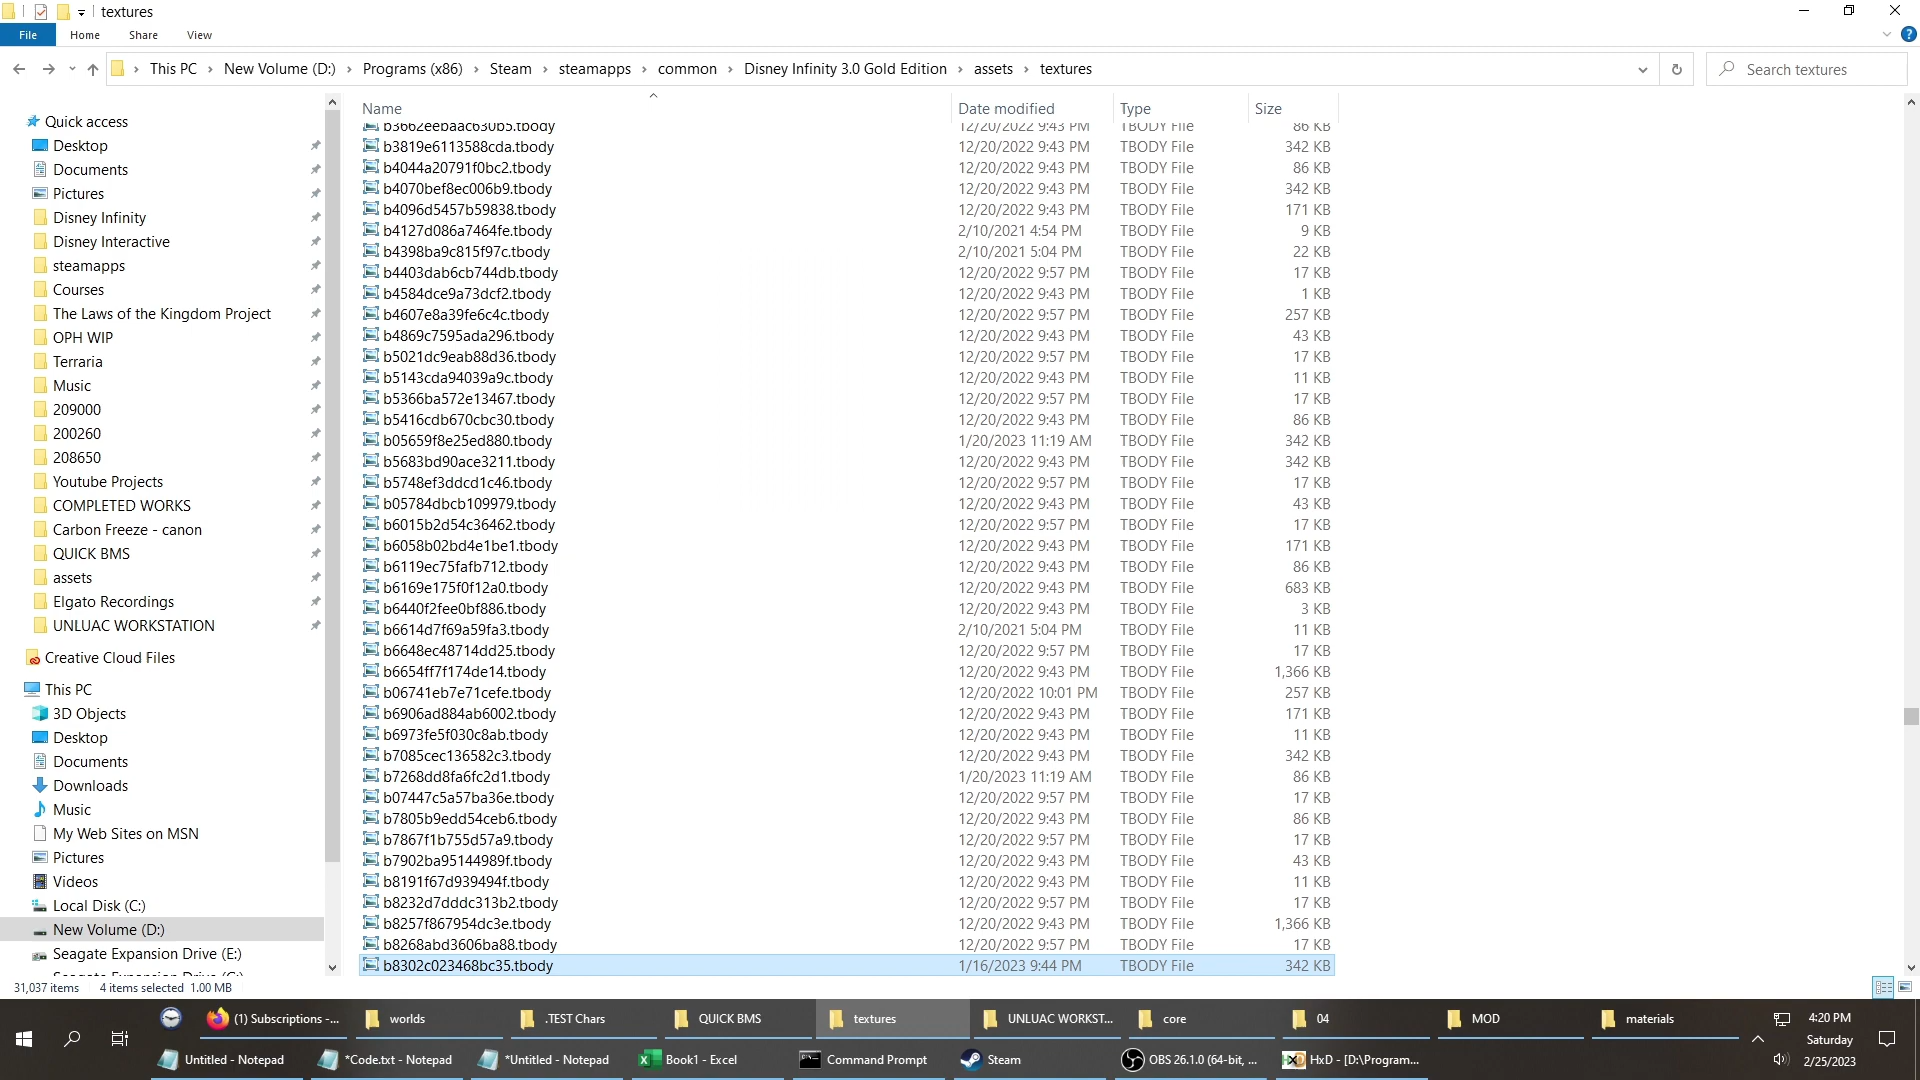 textures
File Home Share View
This PC New Volume (D:) Programs (x86) Steam steamapps common Disney Infinity 3.0 Gold Edition assets textures
Search textures
Name Date modified Type Size
Quick access
Desktop
Documents
Pictures
Disney Infinity
Disney Interactive
steamapps
Courses
The Laws of the Kingdom Project
OPH WIP
Terraria
Music
209000
200260
208650
Youtube Projects
COMPLETED WORKS
Carbon Freeze - canon
QUICK BMS
assets
Elgato Recordings
UNLUAC WORKSTATION
Creative Cloud Files
This PC
3D Objects
Desktop
Documents
Downloads
Music
My Web Sites on MSN
Pictures
Videos
Local Disk (C:)
New Volume (D:)
Seagate Expansion Drive (E:)
b3662eebaac630b5.tbody 12/20/2022 9:43 PM TBODY File 86 KB
b3819e6113588cda.tbody 12/20/2022 9:43 PM TBODY File 342 KB
b4044a20791f0bc2.tbody 12/20/2022 9:43 PM TBODY File 86 KB
b4070bef8ec006b9.tbody 12/20/2022 9:43 PM TBODY File 342 KB
b4096d5457b59838.tbody 12/20/2022 9:43 PM TBODY File 171 KB
b4127d086a7464fe.tbody 2/10/2021 4:54 PM TBODY File 9 KB
b4398ba9c815f97c.tbody 2/10/2021 5:04 PM TBODY File 22 KB
b4403dab6cb744db.tbody 12/20/2022 9:57 PM TBODY File 17 KB
b4584dce9a73dcf2.tbody 12/20/2022 9:43 PM TBODY File 1 KB
b4607e8a39fe6c4c.tbody 12/20/2022 9:57 PM TBODY File 257 KB
b4869c7595ada296.tbody 12/20/2022 9:43 PM TBODY File 43 KB
b5021dc9eab88d36.tbody 12/20/2022 9:57 PM TBODY File 17 KB
b5143cda94039a9c.tbody 12/20/2022 9:43 PM TBODY File 11 KB
b5366ba572e13467.tbody 12/20/2022 9:57 PM TBODY File 17 KB
b5416cdb670cbc30.tbody 12/20/2022 9:43 PM TBODY File 86 KB
b05659f8e25ed880.tbody 1/20/2023 11:19 AM TBODY File 342 KB
b5683bd90ace3211.tbody 12/20/2022 9:43 PM TBODY File 342 KB
b5748ef3ddcd1c46.tbody 12/20/2022 9:57 PM TBODY File 17 KB
b05784dbcb109979.tbody 12/20/2022 9:43 PM TBODY File 43 KB
b6015b2d54c36462.tbody 12/20/2022 9:57 PM TBODY File 17 KB
b6058b02bd4e1be1.tbody 12/20/2022 9:43 PM TBODY File 171 KB
b6119ec75fafb712.tbody 12/20/2022 9:43 PM TBODY File 86 KB
b6169e175f0f12a0.tbody 12/20/2022 9:43 PM TBODY File 683 KB
b6440f2fee0bf886.tbody 12/20/2022 9:43 PM TBODY File 3 KB
b6614d7f69a59fa3.tbody 2/10/2021 5:04 PM TBODY File 11 KB
b6648ec48714dd25.tbody 12/20/2022 9:57 PM TBODY File 17 KB
b6654ff7f174de14.tbody 12/20/2022 9:43 PM TBODY File 1,366 KB
b06741eb7e71cefe.tbody 12/20/2022 10:01 PM TBODY File 257 KB
b6906ad884ab6002.tbody 12/20/2022 9:43 PM TBODY File 171 KB
b6973fe5f030c8ab.tbody 12/20/2022 9:43 PM TBODY File 11 KB
b7085cec136582c3.tbody 12/20/2022 9:43 PM TBODY File 342 KB
b7268dd8fa6fc2d1.tbody 1/20/2023 11:19 AM TBODY File 86 KB
b07447c5a57ba36e.tbody 12/20/2022 9:57 PM TBODY File 17 KB
b7805b9edd54ceb6.tbody 12/20/2022 9:43 PM TBODY File 86 KB
b7867f1b755d57a9.tbody 12/20/2022 9:57 PM TBODY File 17 KB
b7902ba95144989f.tbody 12/20/2022 9:43 PM TBODY File 43 KB
b8191f67d939494f.tbody 12/20/2022 9:43 PM TBODY File 11 KB
b8232d7dddc313b2.tbody 12/20/2022 9:57 PM TBODY File 17 KB
b8257f867954dc3e.tbody 12/20/2022 9:43 PM TBODY File 1,366 KB
b8268abd3606ba88.tbody 12/20/2022 9:57 PM TBODY File 17 KB
b8302c023468bc35.tbody 1/16/2023 9:44 PM TBODY File 342 KB
31,037 items 4 items selected 1.00 MB
(1) Subscriptions -... worlds .TEST Chars QUICK BMS textures UNLUAC WORKST... core 04 MOD materials 4:20 PM
Saturday
Untitled - Notepad *Code.txt - Notepad *Untitled - Notepad Book1 - Excel Command Prompt Steam OBS 26.1.0 (64-bit, ... HxD - [D:\Program... 2/25/2023